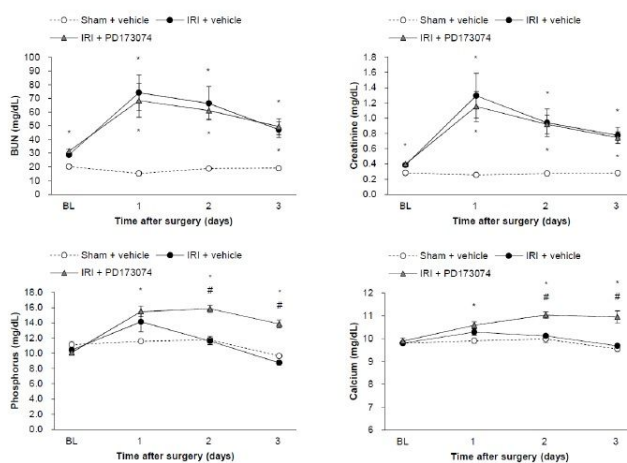 Sham + vehicle IRI + vehicle
IRI + PD173074
BUN (mg/dL)
100
90
80
70
60
50
40
30
20
10
0
* * * * * * *
BL 1 2 3
Time after surgery (days)
Sham + vehicle IRI + vehicle
IRI + PD173074
Creatinine (mg/dL)
1.8
1.6
1.4
1.2
1.0
0.8
0.6
0.4
0.2
0.0
* * * * * * *
BL 1 2 3
Time after surgery (days)
Sham + vehicle IRI + vehicle
IRI + PD173074
Phosphorus (mg/dL)
18.0
16.0
14.0
12.0
10.0
8.0
6.0
4.0
2.0
0.0
* * *
# #
BL 1 2 3
Time after surgery (days)
Sham + vehicle IRI + vehicle
IRI + PD173074
Calcium (mg/dL)
12
11
10
9
8
7
6
* * *
# #
BL 1 2 3
Time after surgery (days)